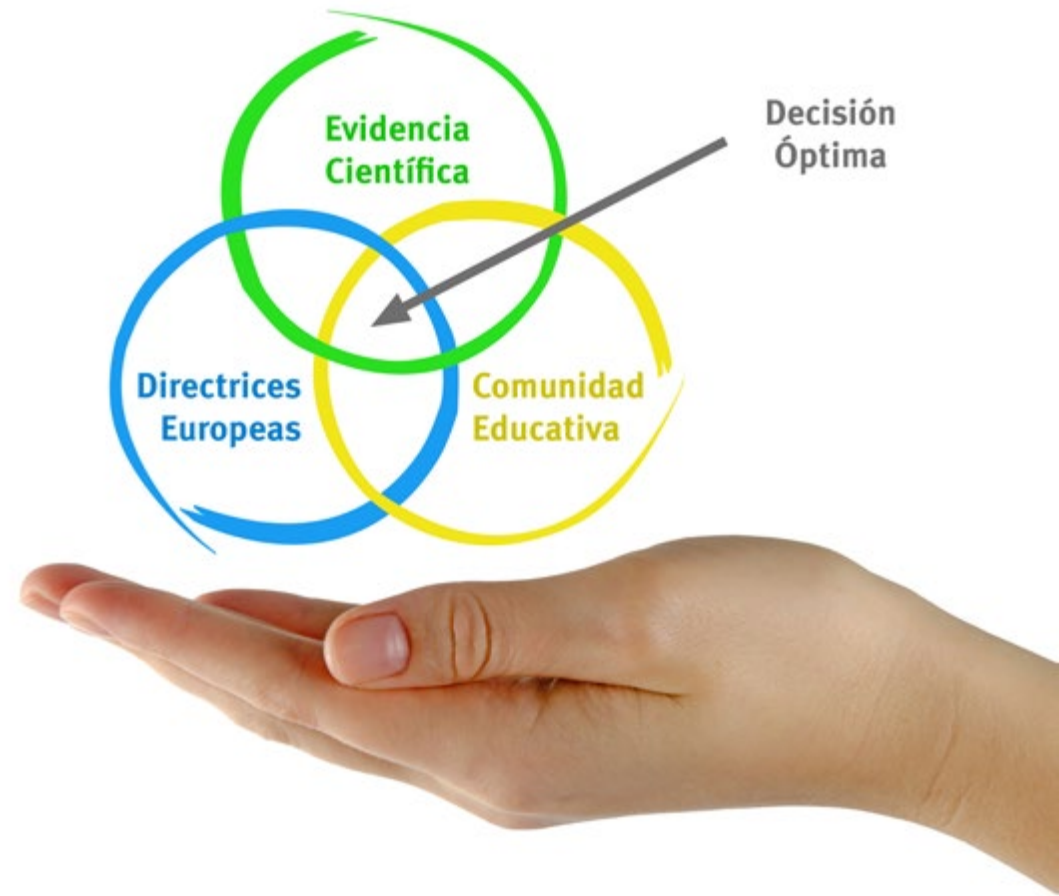 Evidencia
Científica
Decisión
Óptima
Directrices
Europeas
Comunidad
Educativa